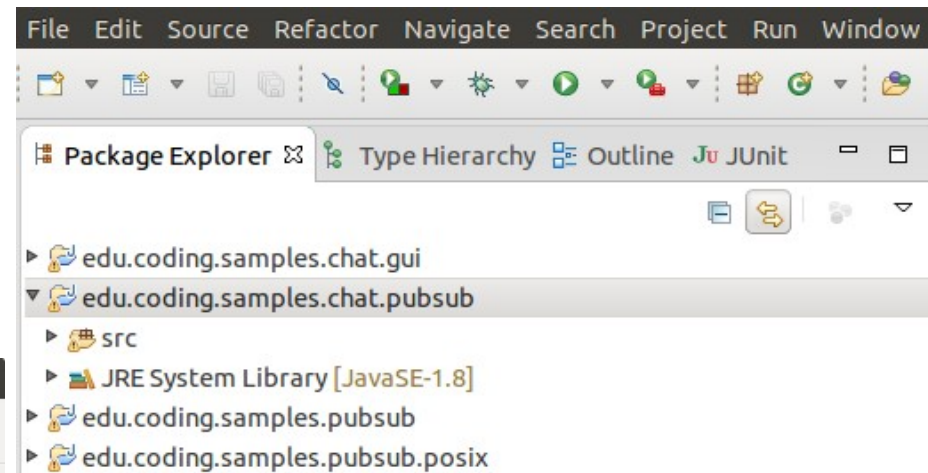 File Edit Source Refactor Navigate Search Project Run Window
Package Explorer Type Hierarchy Outline Ju JUnit
edu.coding.samples.chat.gui
edu.coding.samples.chat.pubsub
src
JRE System Library [JavaSE-1.8]
edu.coding.samples.pubsub
edu.coding.samples.pubsub.posix